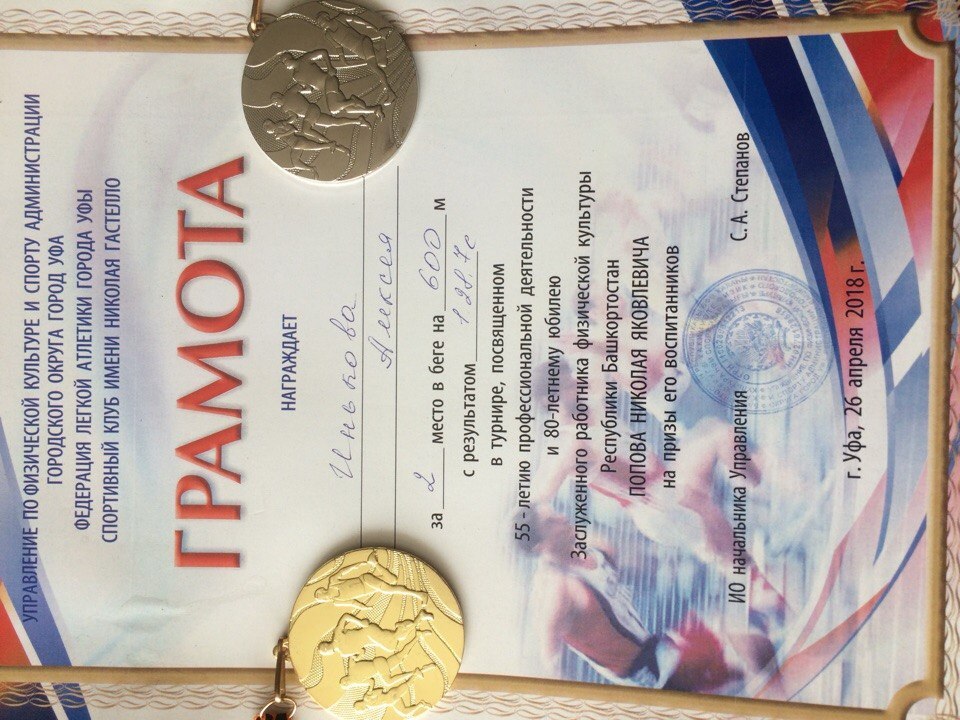 УПРАВЛЕНИЕ ПО ФИЗИЧЕСКОЙ КУЛЬТУРЕ И СПОРТУ АДМИНИСТРАЦИИ
ГОРОДСКОГО ОКРУГА ГОРОД УФА
ФЕДЕРАЦИЯ ЛЕГКОЙ АТЛЕТИКИ ГОРОДА УФЫ
СПОРТИВНЫЙ КЛУБ ИМЕНИ НИКОЛАЯ ГАСТЕЛЛО
ГРАМОТА
НАГРАЖДАЕТ
Инькова
Алексея
за 2 место в беге на 600 м
с результатом 1 28.7с
в турнире, посвященном
55 - летию профессиональной деятельности
и 80-летнему юбилею
Заслуженного работника физической культуры
Республики Башкортостан
ПОПОВА НИКОЛАЯ ЯКОВЛЕВИЧА
на призы его воспитанников
ИО начальника Управления С. А. Степанов
г. Уфа, 26 апреля 2018 г.